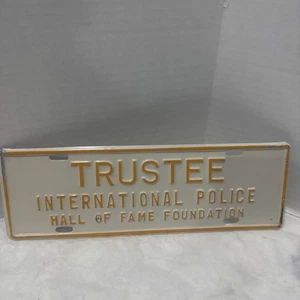 TRUSTEE
INTERNATIONAL POLICE
HALL OF FAME FOUNDATION